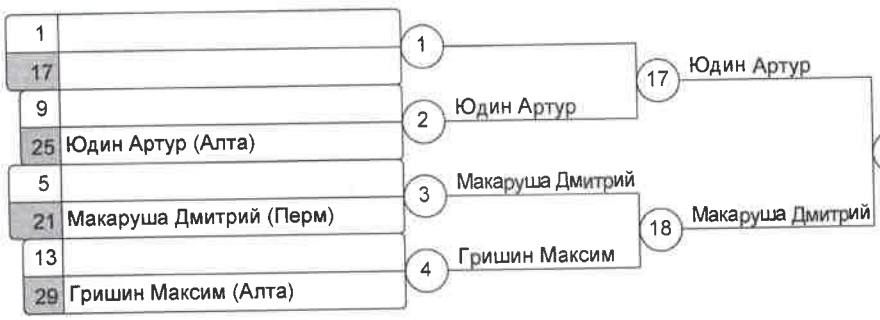 1
17
1
9
25 Юдин Артур (Алта)
2
Юдин Артур
17
Юдин Артур
5
21 Макаруша Дмитрий (Перм)
3
Макаруша Дмитрий
13
29 Гришин Максим (Алта)
4
Гришин Максим
18
Макаруша Дмитрий